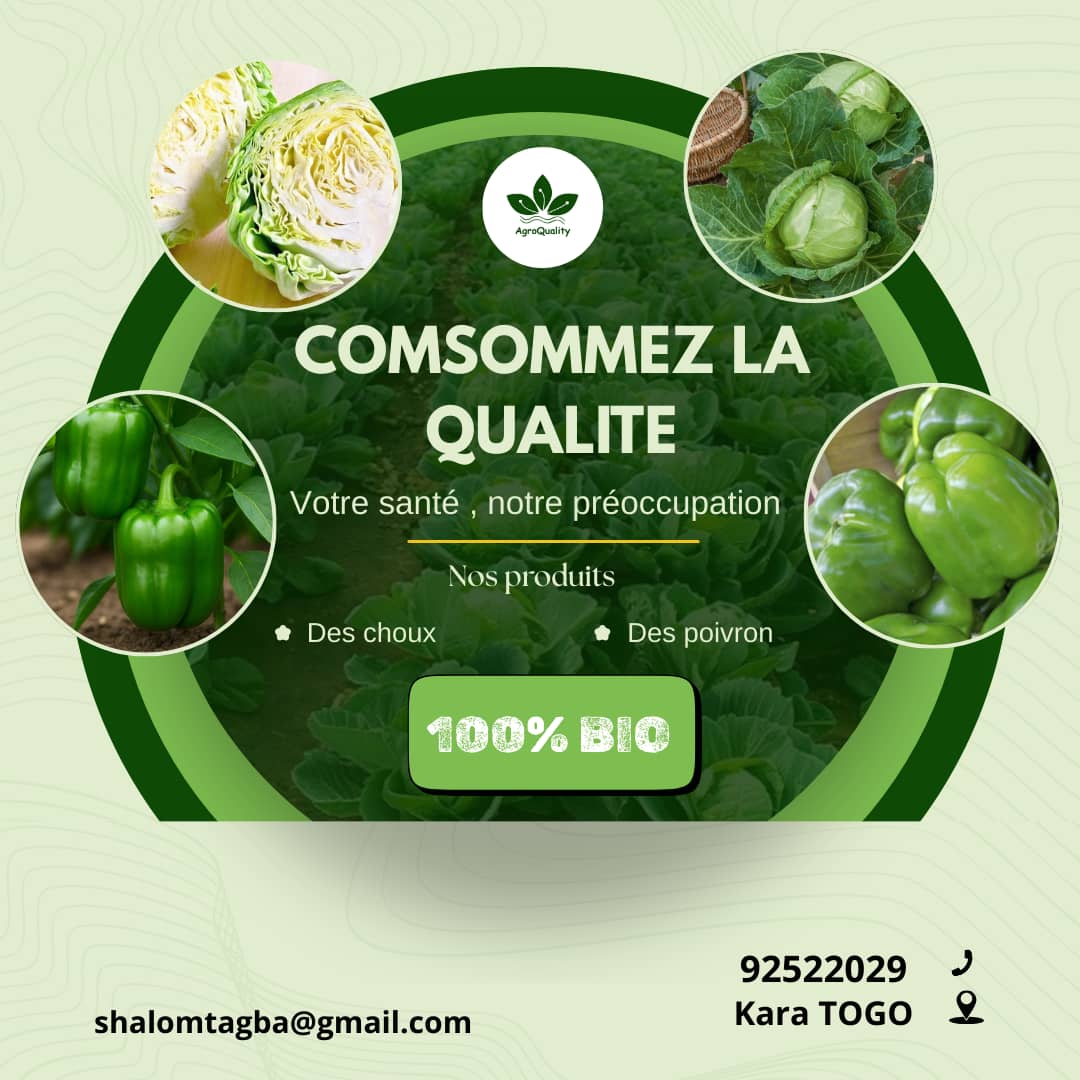 AgroQuality
COMSOMMEZ LA
QUALITE
Votre santé , notre préoccupation
Nos produits
Des choux
Des poivron
100% BIO
92522029
Kara TOGO
shalomtagba@gmail.com